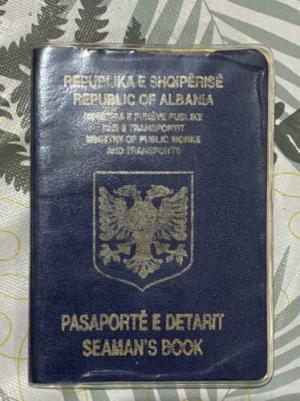 REPUBLIKA E SHQIPËRISË
REPUBLIC OF ALBANIA
MINISTRIA E PUNËVE PUBLIKE
DHE E TRANSPORTIT
MINISTRY OF PUBLIC WORKS
AND TRANSPORTS
PASAPORTË E DETARIT
SEAMAN'S BOOK